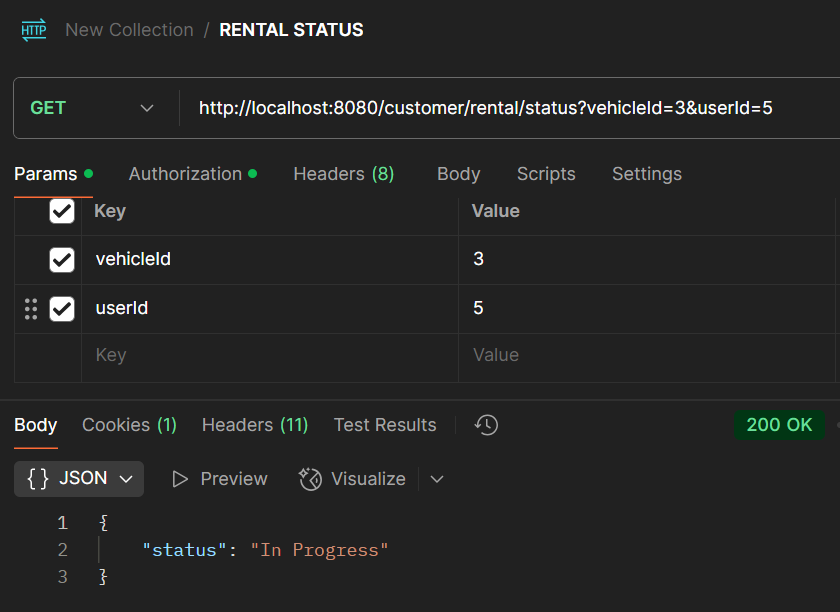 HTTP New Collection / RENTAL STATUS
GET http://localhost:8080/customer/rental/status?vehicleId=3&userId=5
Params Authorization Headers (8) Body Scripts Settings
Key Value
vehicleId 3
userId 5
Key Value
Body Cookies (1) Headers (11) Test Results 200 OK
{} JSON Preview Visualize
1 {
2 "status": "In Progress"
3 }